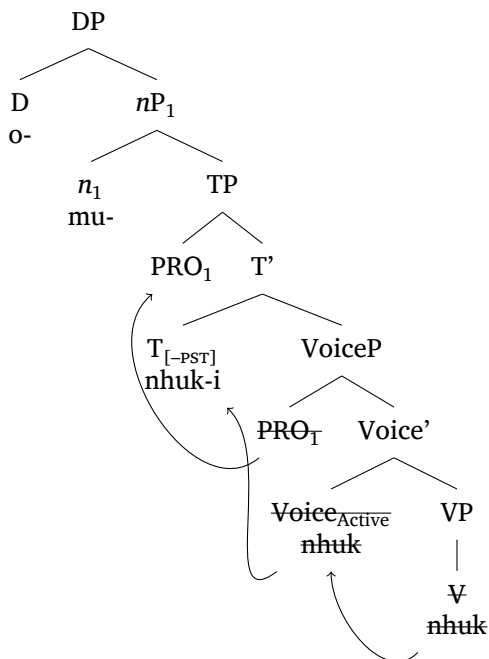 DP
D nP₁
o-
n₁ TP
mu-
PRO₁ T’
T[–PST] VoiceP
nhuk-i
PRO₁ Voice’
VoiceActive VP
nhuk
V
nhuk